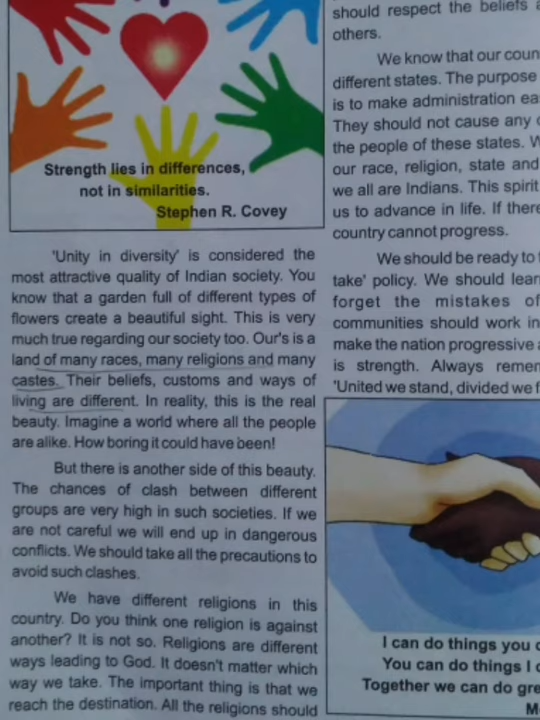 Strength lies in differences,
not in similarities.
Stephen R. Covey
'Unity in diversity' is considered the
most attractive quality of Indian society. You
know that a garden full of different types of
flowers create a beautiful sight. This is very
much true regarding our society too. Our's is a
land of many races, many religions and many
castes. Their beliefs, customs and ways of
living are different. In reality, this is the real
beauty. Imagine a world where all the people
are alike. How boring it could have been!
But there is another side of this beauty.
The chances of clash between different
groups are very high in such societies. If we
are not careful we will end up in dangerous
conflicts. We should take all the precautions to
avoid such clashes.
We have different religions in this
country. Do you think one religion is against
another? It is not so. Religions are different
ways leading to God. It doesn't matter which
way we take. The important thing is that we
reach the destination. All the religions should
should respect the beliefs
others.
We know that our
different states. The purpose
is to make administration
They should not cause any
the people of these states.
our race, religion, state and
we all are Indians. This
us to advance in life. If
country cannot progress.
We should be ready to
take' policy. We should
forget the mistakes of
communities should work in
make the nation progressive
is strength. Always
'United we stand, divided we
I can do things you
You can do things I
Together we can do